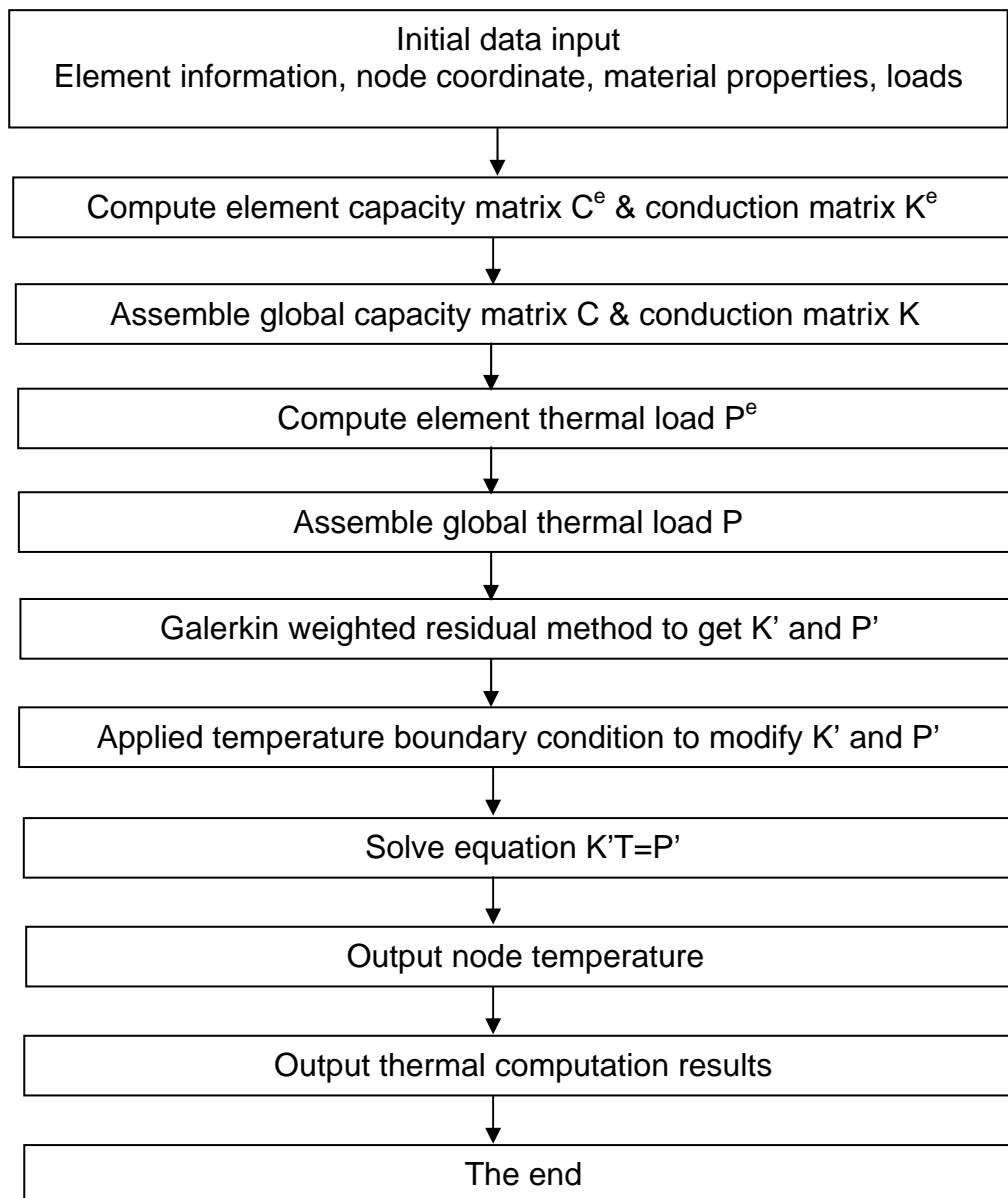 Initial data input
Element information, node coordinate, material properties, loads
Compute element capacity matrix Cᵉ & conduction matrix Kᵉ
Assemble global capacity matrix C & conduction matrix K
Compute element thermal load Pᵉ
Assemble global thermal load P
Galerkin weighted residual method to get K’ and P’
Applied temperature boundary condition to modify K’ and P’
Solve equation K’T=P’
Output node temperature
Output thermal computation results
The end